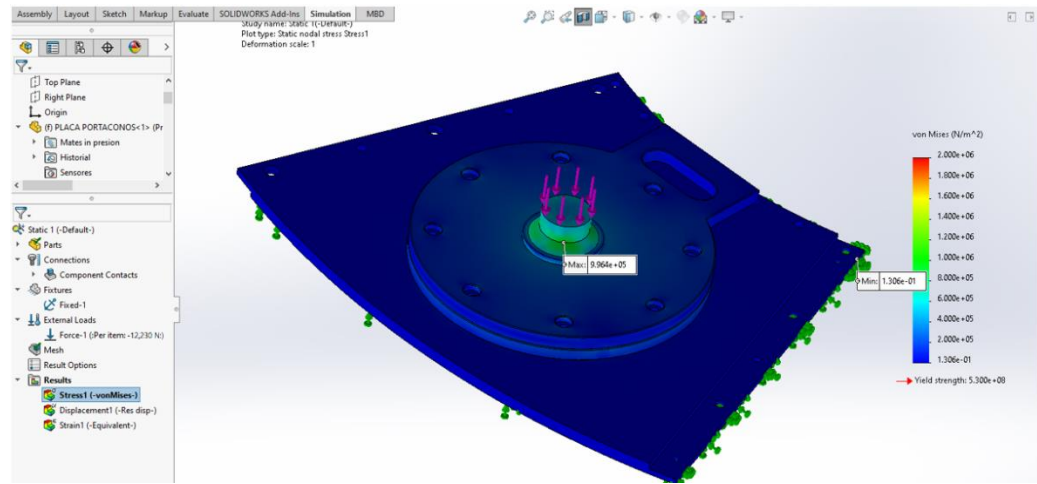 Assembly Layout Sketch Markup Evaluate SOLIDWORKS Add-Ins Simulation MBD
Study name: Static 1(-Default-)
Plot type: Static nodal stress Stress1
Deformation scale: 1
Top Plane
Right Plane
Origin
(f) PLACA PORTACONOS<1> (Pr
Mates in presion
Historial
Sensores
Static 1 (-Default-)
Parts
Connections
Component Contacts
Fixtures
Fixed-1
External Loads
Force-1 (:Per item: -12,230 N:)
Mesh
Result Options
Results
Stress1 (-vonMises-)
Displacement1 (-Res disp-)
Strain1 (-Equivalent-)
Max: 9.964e+05
Min: 1.306e-01
von Mises (N/m^2)
2.000e+06
1.800e+06
1.600e+06
1.400e+06
1.200e+06
1.000e+06
8.000e+05
6.000e+05
4.000e+05
2.000e+05
1.306e-01
Yield strength: 5.300e+08